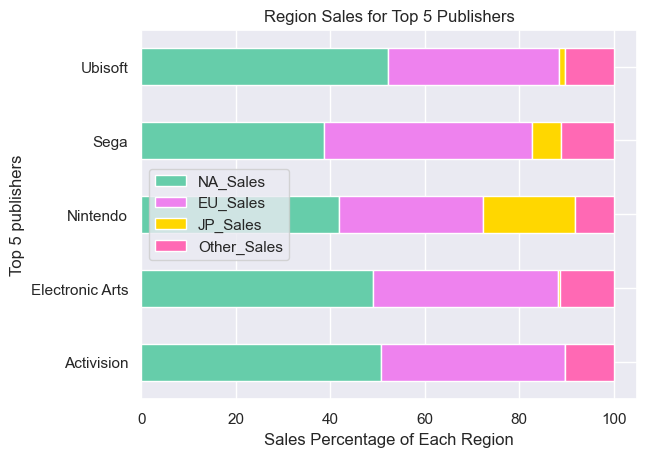 Region Sales for Top 5 Publishers
Top 5 publishers
Ubisoft
Sega
Nintendo
Electronic Arts
Activision
NA_Sales
EU_Sales
JP_Sales
Other_Sales
0 20 40 60 80 100
Sales Percentage of Each Region